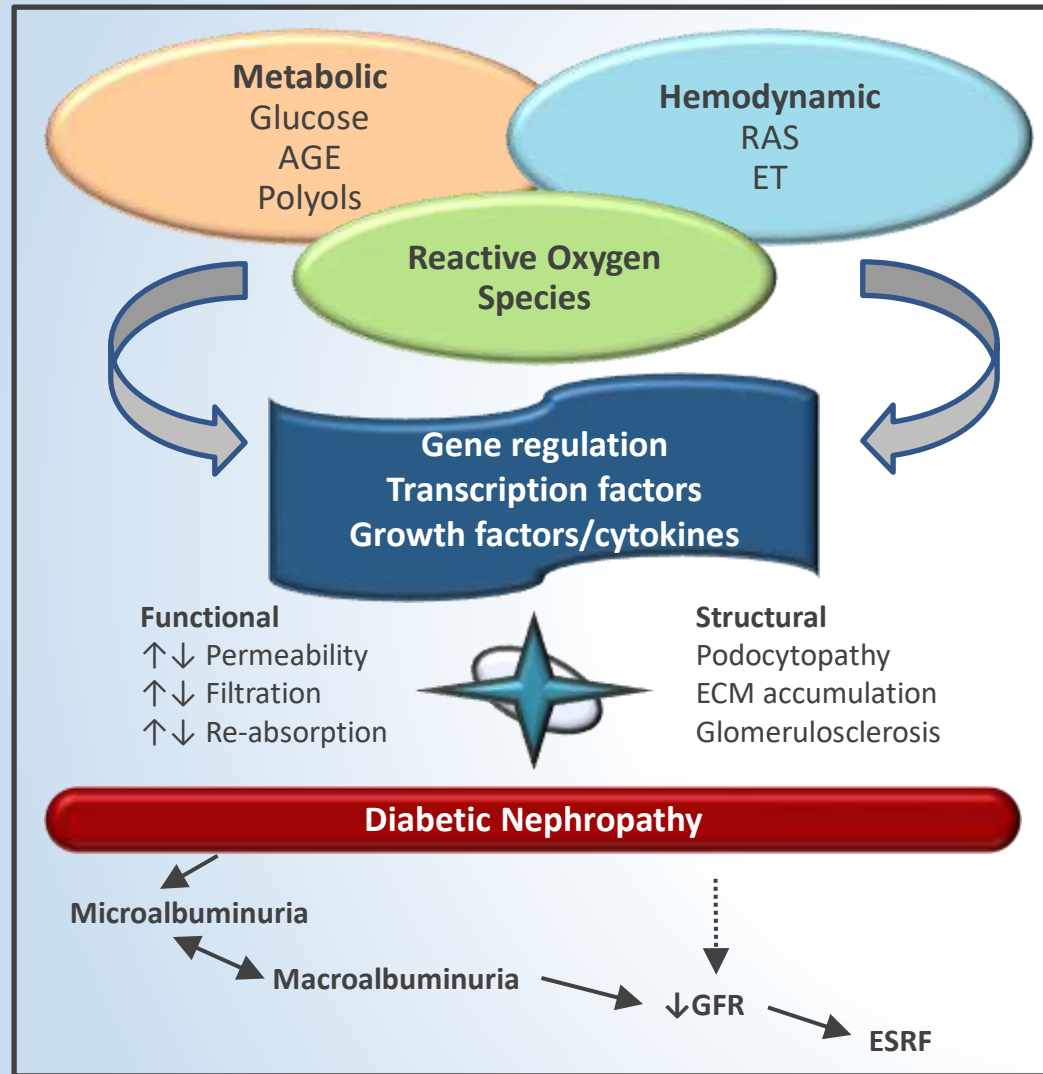 Metabolic
Glucose
AGE
Polyols
Hemodynamic
RAS
ET
Reactive Oxygen
Species
Gene regulation
Transcription factors
Growth factors/cytokines
Functional
↑↓ Permeability
↑↓ Filtration
↑↓ Re-absorption
Structural
Podocytopathy
ECM accumulation
Glomerulosclerosis
Diabetic Nephropathy
Microalbuminuria
Macroalbuminuria
↓GFR
ESRF